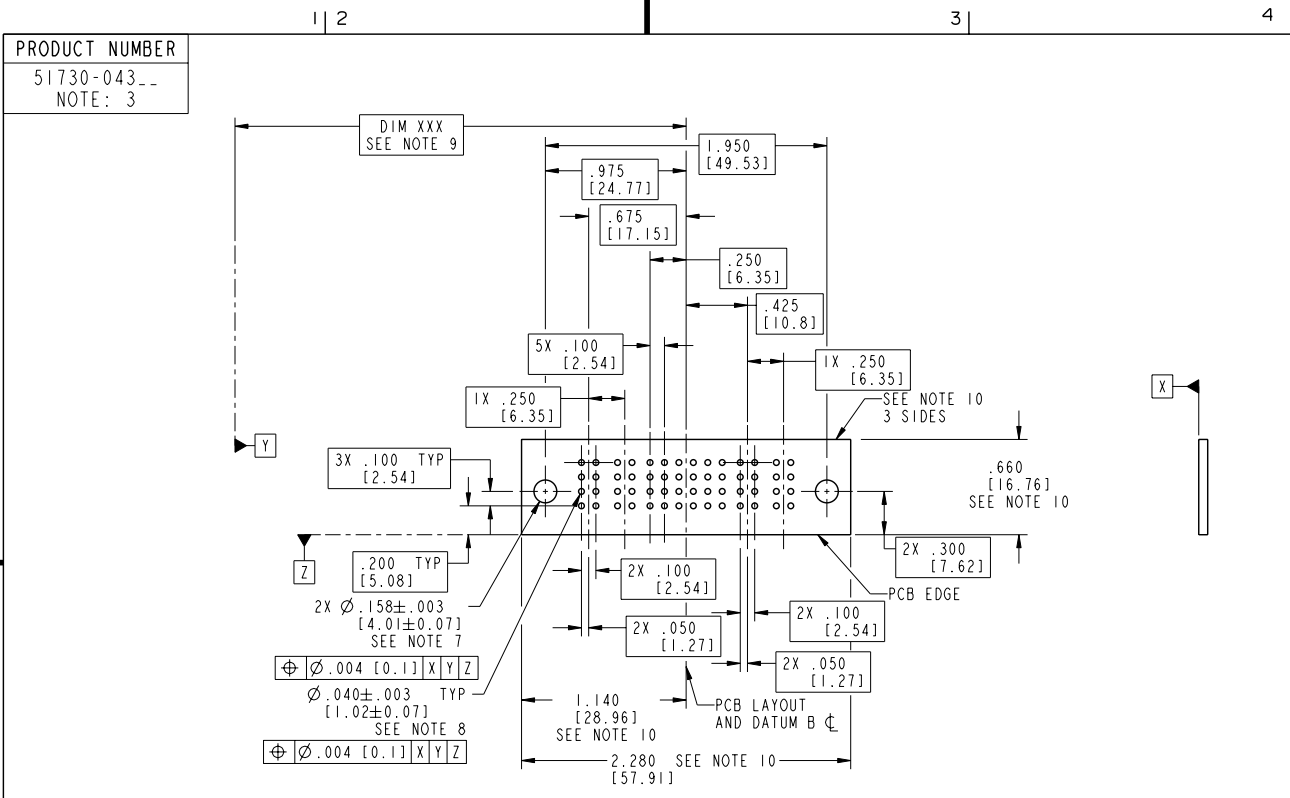 1 2 3 4
PRODUCT NUMBER
51730-043__
NOTE: 3
DIM XXX
SEE NOTE 9
1.950
[49.53]
.975
[24.77]
.675
[17.15]
.250
[6.35]
.425
[10.8]
5X .100
[2.54]
1X .250
[6.35]
1X .250
[6.35]
X
SEE NOTE 10
3 SIDES
Y
3X .100 TYP
[2.54]
.660
[16.76]
SEE NOTE 10
Z
.200 TYP
[5.08]
2X .100
[2.54]
2X .300
[7.62]
PCB EDGE
2X Ø.158±.003
[4.01±0.07]
SEE NOTE 7
2X .050
[1.27]
2X .100
[2.54]
⌖ Ø.004 [0.1] X Y Z
2X .050
[1.27]
Ø.040±.003 TYP
[1.02±0.07]
SEE NOTE 8
1.140
[28.96]
SEE NOTE 10
PCB LAYOUT
AND DATUM B ℄
⌖ Ø.004 [0.1] X Y Z
2.280 SEE NOTE 10
[57.91]